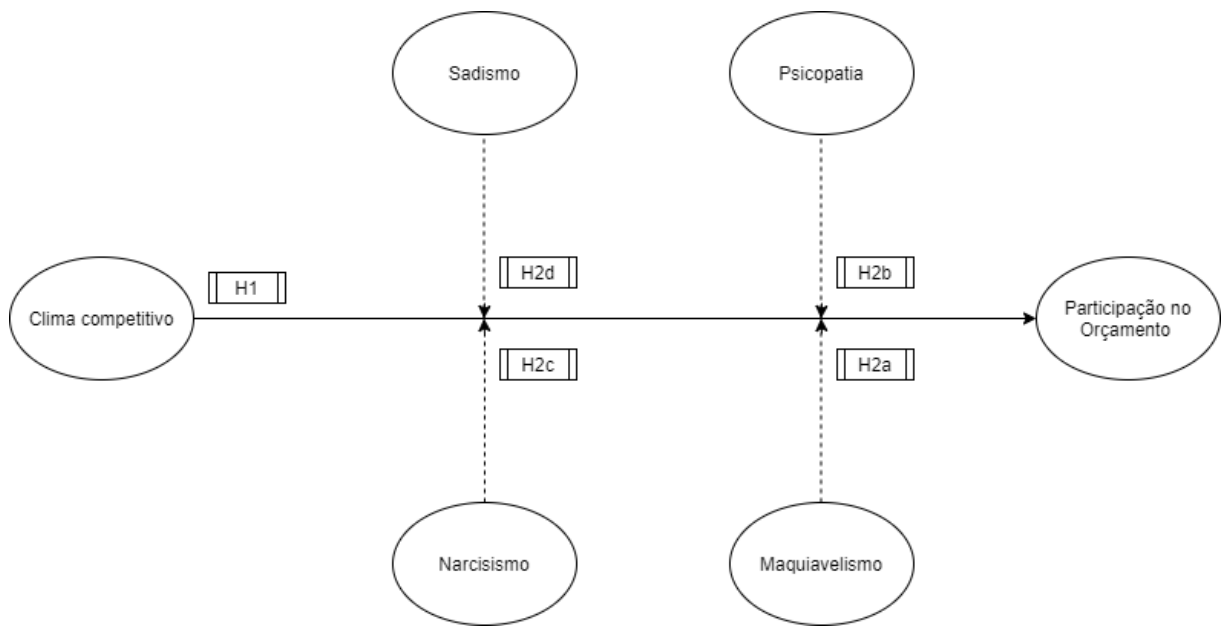 Sadismo
Psicopatia
H2d
H2b
H1
Clima competitivo
Participação no
Orçamento
H2c
H2a
Narcisismo
Maquiavelismo